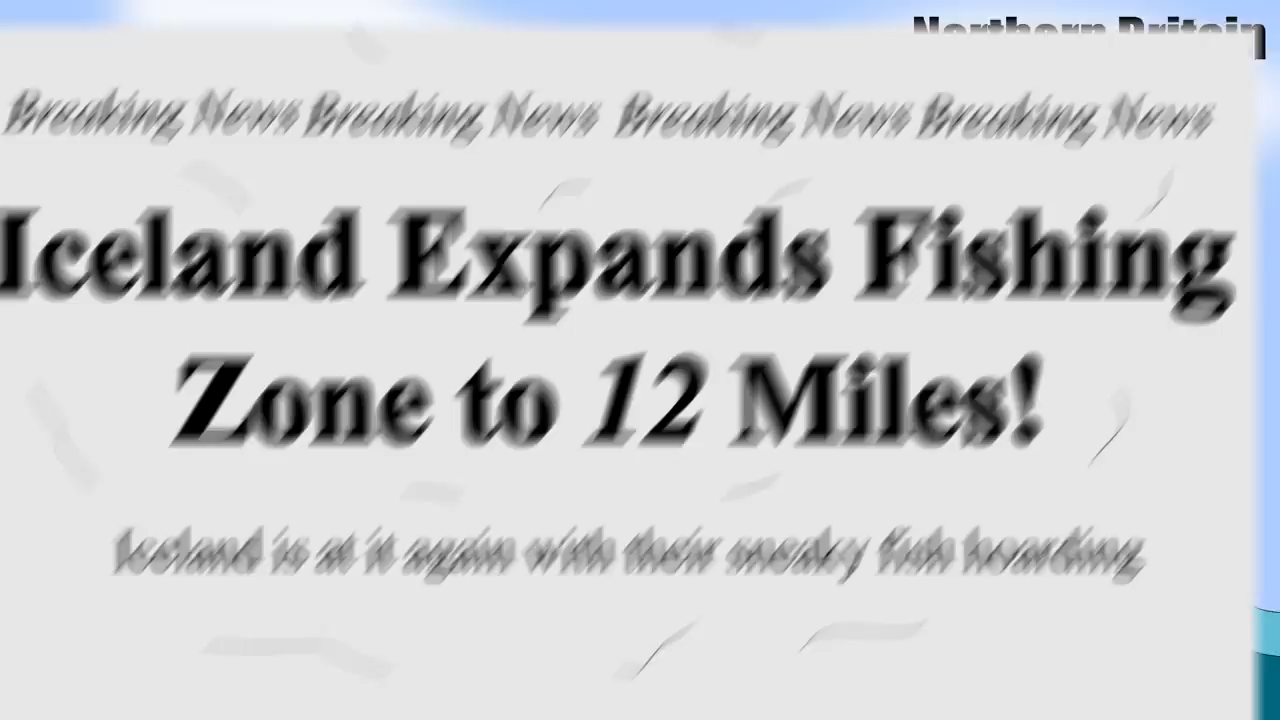 Northern Britain
Breaking News Breaking News Breaking News Breaking News
Iceland Expands Fishing
Zone to 12 Miles!
Iceland is at it again with their sneaky fish hoarding